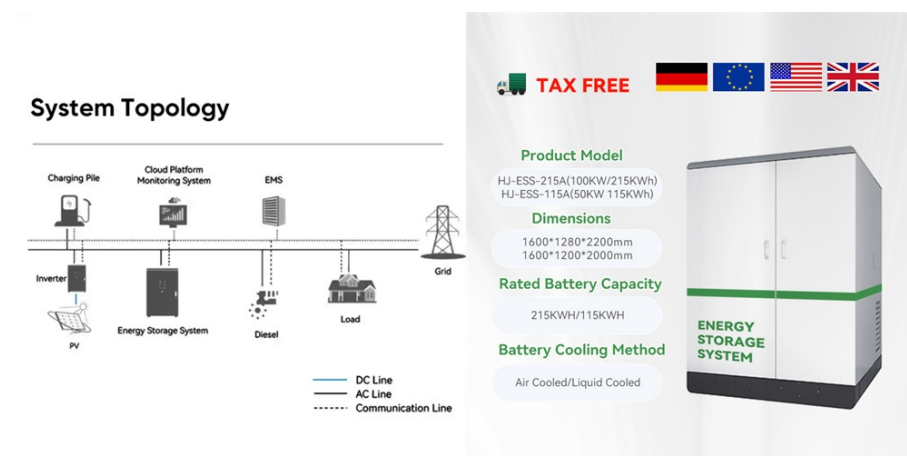 System Topology
Charging Pile
Cloud Platform
Monitoring System
EMS
Grid
Inverter
PV
Energy Storage System
Diesel
Load
DC Line
AC Line
Communication Line
TAX FREE
Product Model
HJ-ESS-215A(100KW/215KWh)
HJ-ESS-115A(50KW 115KWh)
Dimensions
1600*1280*2200mm
1600*1200*2000mm
Rated Battery Capacity
215KWH/115KWH
Battery Cooling Method
Air Cooled/Liquid Cooled
ENERGY
STORAGE
SYSTEM